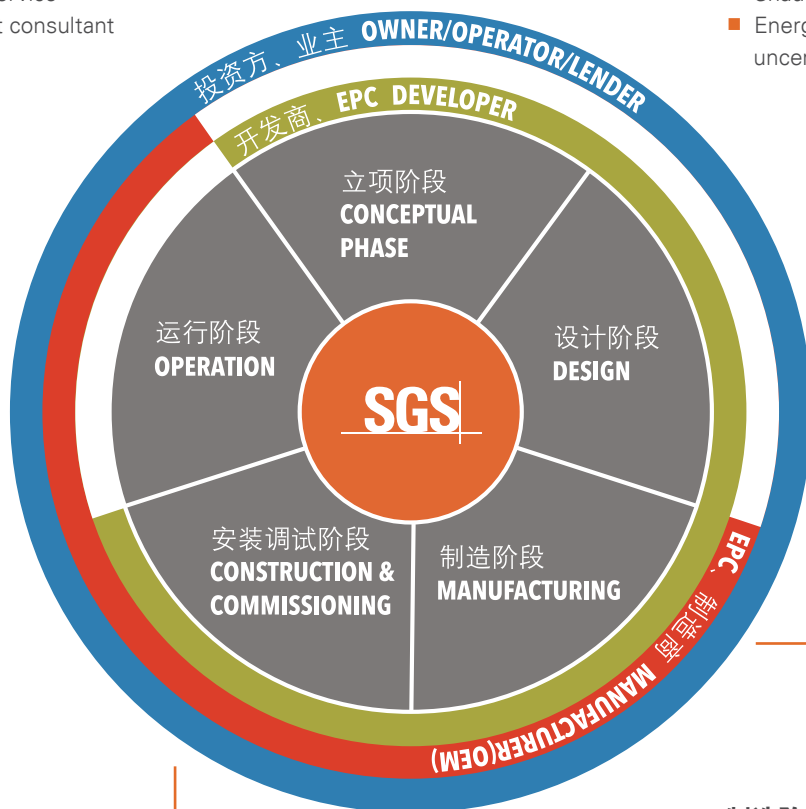 t consultant
Energ
uncer
投资方、业主 OWNER/OPERATOR/LENDER
开发商、EPC DEVELOPER
立项阶段
CONCEPTUAL
PHASE
运行阶段
OPERATION
设计阶段
DESIGN
SGS
安装调试阶段
CONSTRUCTION &
COMMISSIONING
制造阶段
MANUFACTURING
EPC、制造商 MANUFACTURER(OEM)